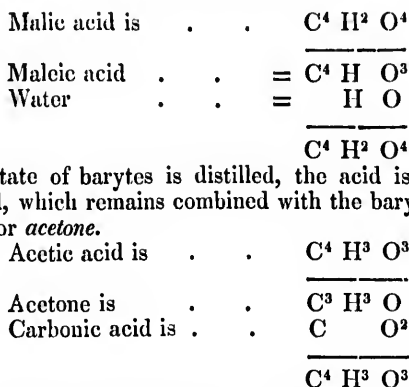 Malic acid is . . C⁴ H² O⁴
Maleic acid . . = C⁴ H O³
Water . . = H O
C⁴ H² O⁴
tate of barytes is distilled, the acid is
l, which remains combined with the bary
or acetone.
Acetic acid is . . C⁴ H³ O³
Acetone is . . C³ H³ O
Carbonic acid is . . C O²
C⁴ H³ O³